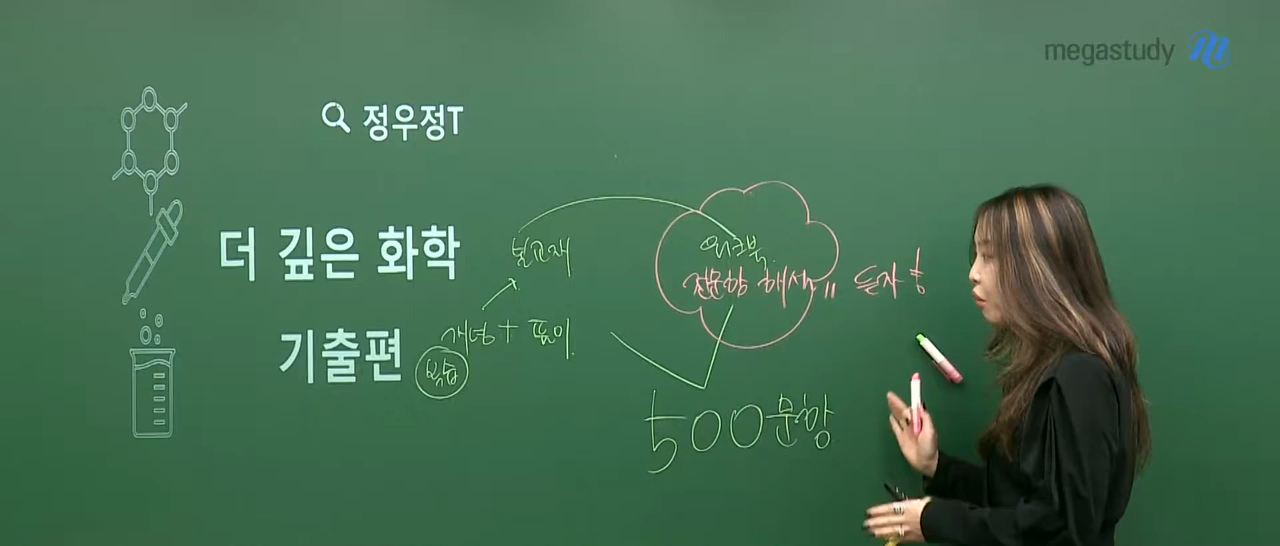 megastudy
정우정T
더 깊은 화학
기출편
본교재
워크북
전문항 해설
개념 + 풀이
복습
500문항